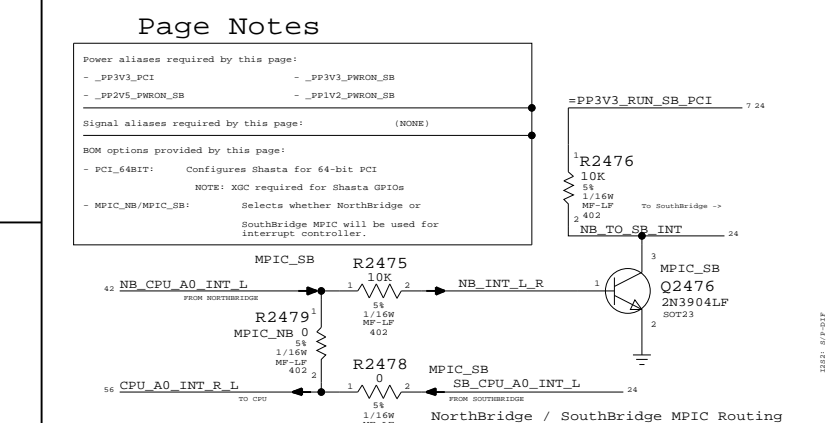 Page Notes
Power aliases required by this page:
- _PP3V3_PCI
- _PP3V3_PWRON_SB
- _PP2V5_PWRON_SB
- _PP1V2_PWRON_SB
Signal aliases required by this page:
(NONE)
BOM options provided by this page:
- PCI_64BIT:
Configures Shasta for 64-bit PCI
NOTE: XGC required for Shasta GPIOs
- MPIC_NB/MPIC_SB:
Selects whether NorthBridge or
SouthBridge MPIC will be used for
interrupt controller.
=PP3V3_RUN_SB_PCI
7 24
1
R2476
10K
5%
1/16W
MF-LF
402
2
To SouthBridge ->
NB_TO_SB_INT
24
3
MPIC_SB
Q2476
2N3904LF
SOT23
1
2
MPIC_SB
R2475
10K
42 NB_CPU_A0_INT_L
FROM NORTHBRIDGE
1
2
5%
1/16W
MF-LF
402
NB_INT_L_R
R2479
1
MPIC_NB 0
5%
1/16W
MF-LF
402
2
R2478
0
MPIC_SB
56 CPU_A0_INT_R_L
TO CPU
1
2
5%
1/16W
SB_CPU_A0_INT_L
24
FROM SOUTHBRIDGE
NorthBridge / SouthBridge MPIC Routing